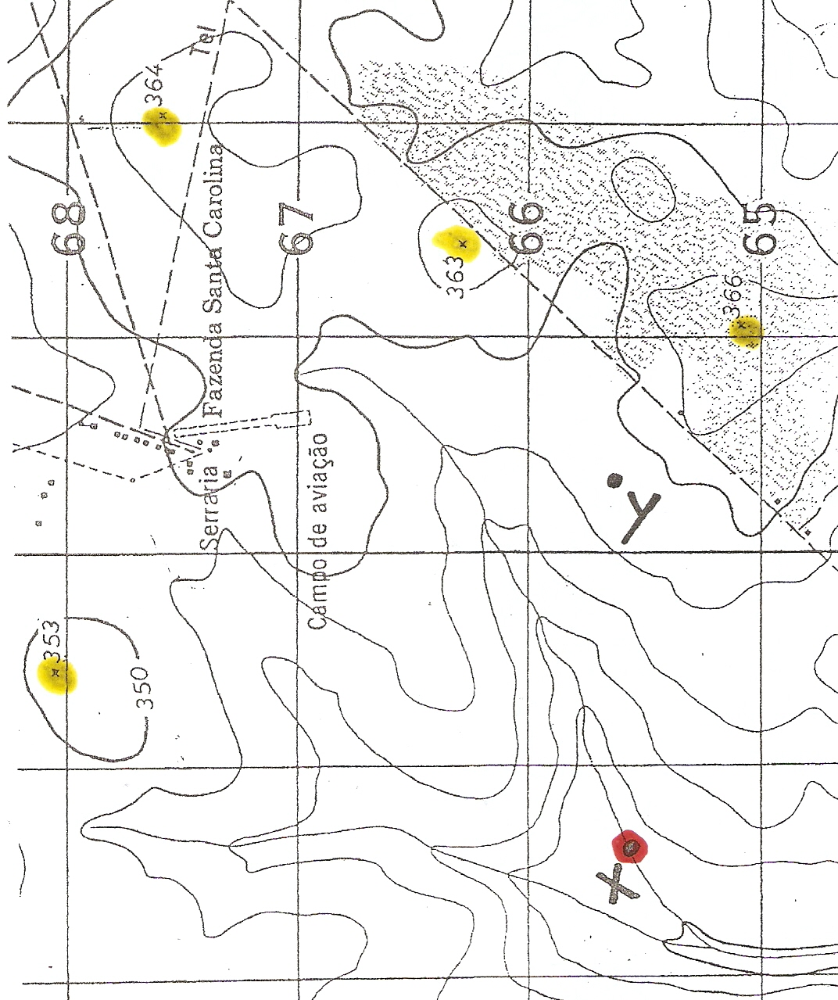 Tel
364
68
Fazenda Santa Carolina
67
363
66
65
366
Serraria
Campo de aviação
y
353
350
X